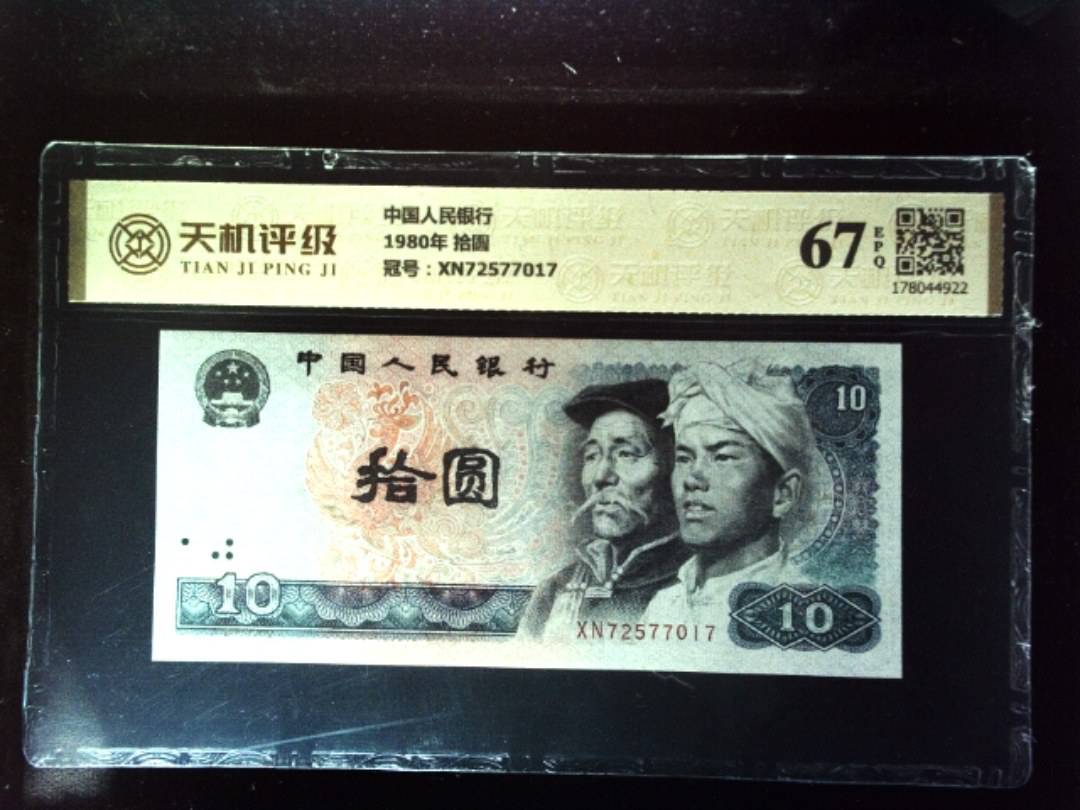 天机评级
TIAN JI PING JI
中国人民银行
1980年 拾圆
冠号：XN72577017
67
EPQ
178044922
中国人民银行
10
拾圆
10
XN72577017
10